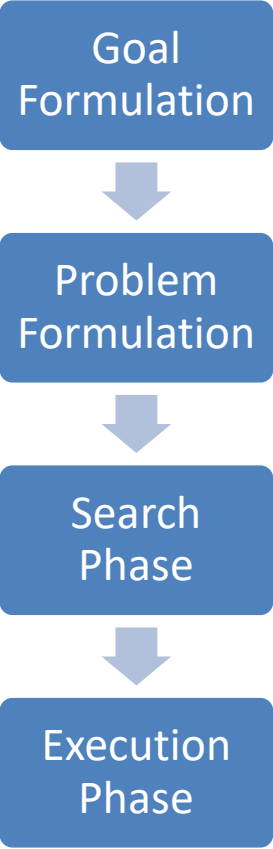 Goal
Formulation
Problem
Formulation
Search
Phase
Execution
Phase